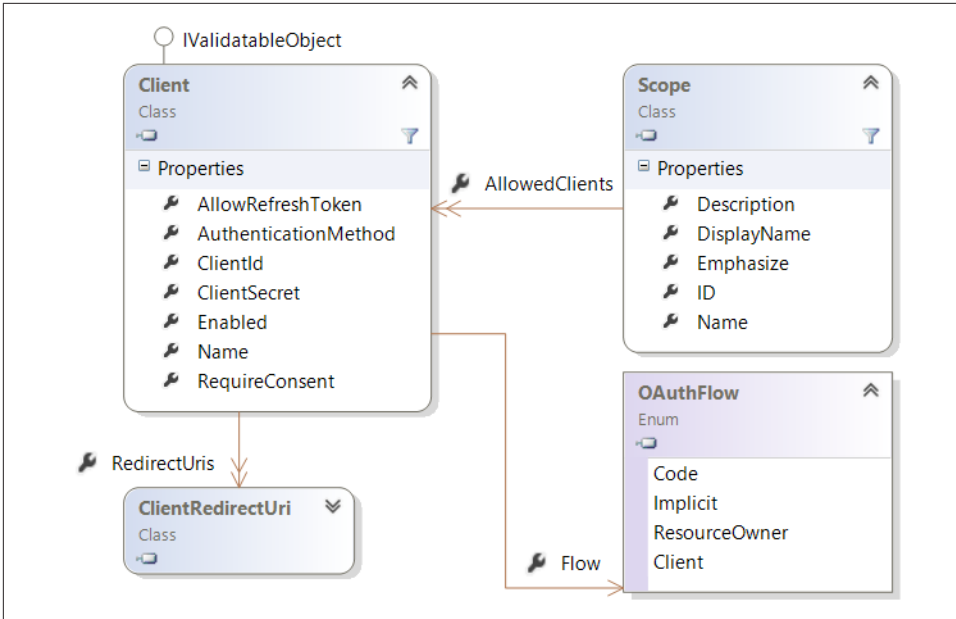 IValidatableObject
Client
Class
Properties
AllowRefreshToken
AuthenticationMethod
ClientId
ClientSecret
Enabled
Name
RequireConsent
AllowedClients
Scope
Class
Properties
Description
DisplayName
Emphasize
ID
Name
RedirectUris
ClientRedirectUri
Class
Flow
OAuthFlow
Enum
Code
Implicit
ResourceOwner
Client